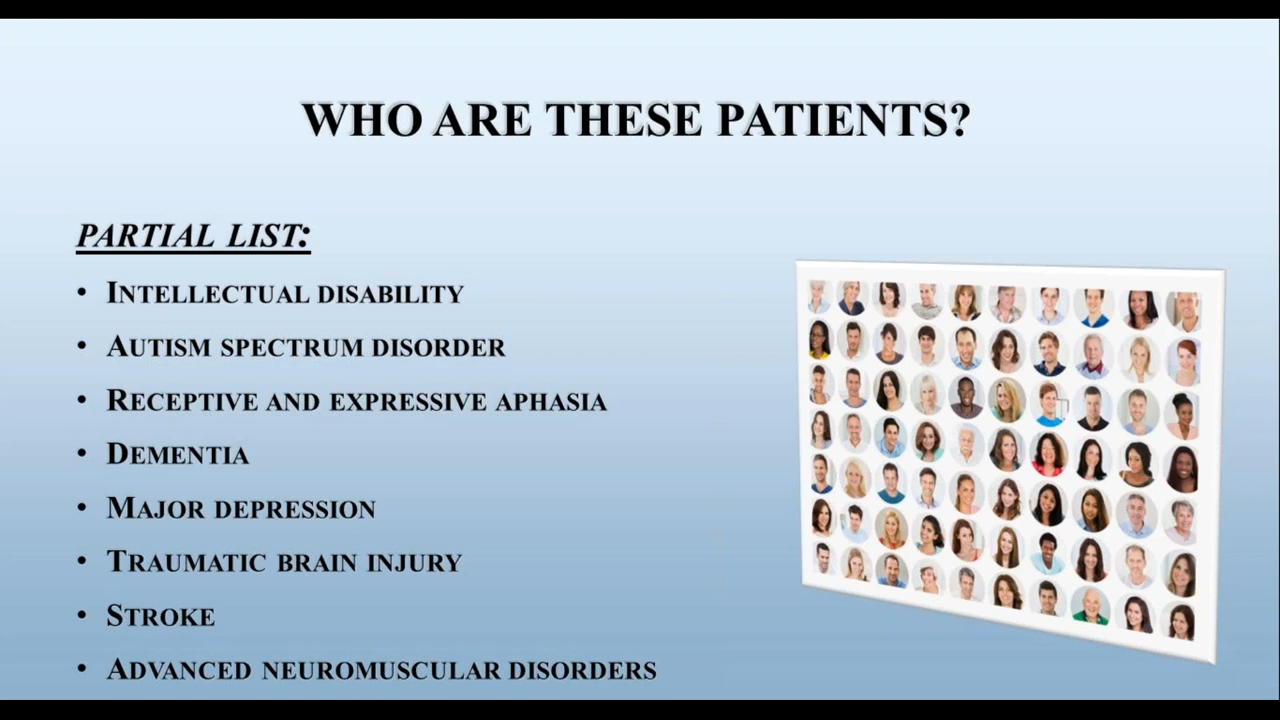 WHO ARE THESE PATIENTS?
PARTIAL LIST:
• INTELLECTUAL DISABILITY
• AUTISM SPECTRUM DISORDER
• RECEPTIVE AND EXPRESSIVE APHASIA
• DEMENTIA
• MAJOR DEPRESSION
• TRAUMATIC BRAIN INJURY
• STROKE
• ADVANCED NEUROMUSCULAR DISORDERS